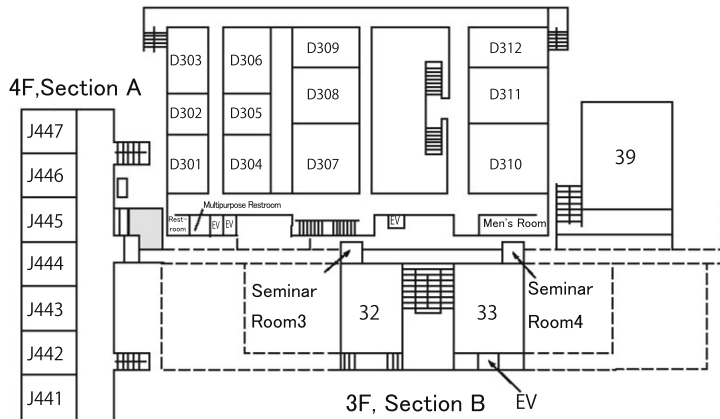 4F,Section A
J447
J446
J445
J444
J443
J442
J441
D303
D302
D301
D306
D305
D304
D309
D308
D307
D312
D311
D310
39
Multipurpose Restroom
Rest-
room
EV
EV
EV
Men's Room
Seminar
Room3
32
33
Seminar
Room4
EV
3F, Section B